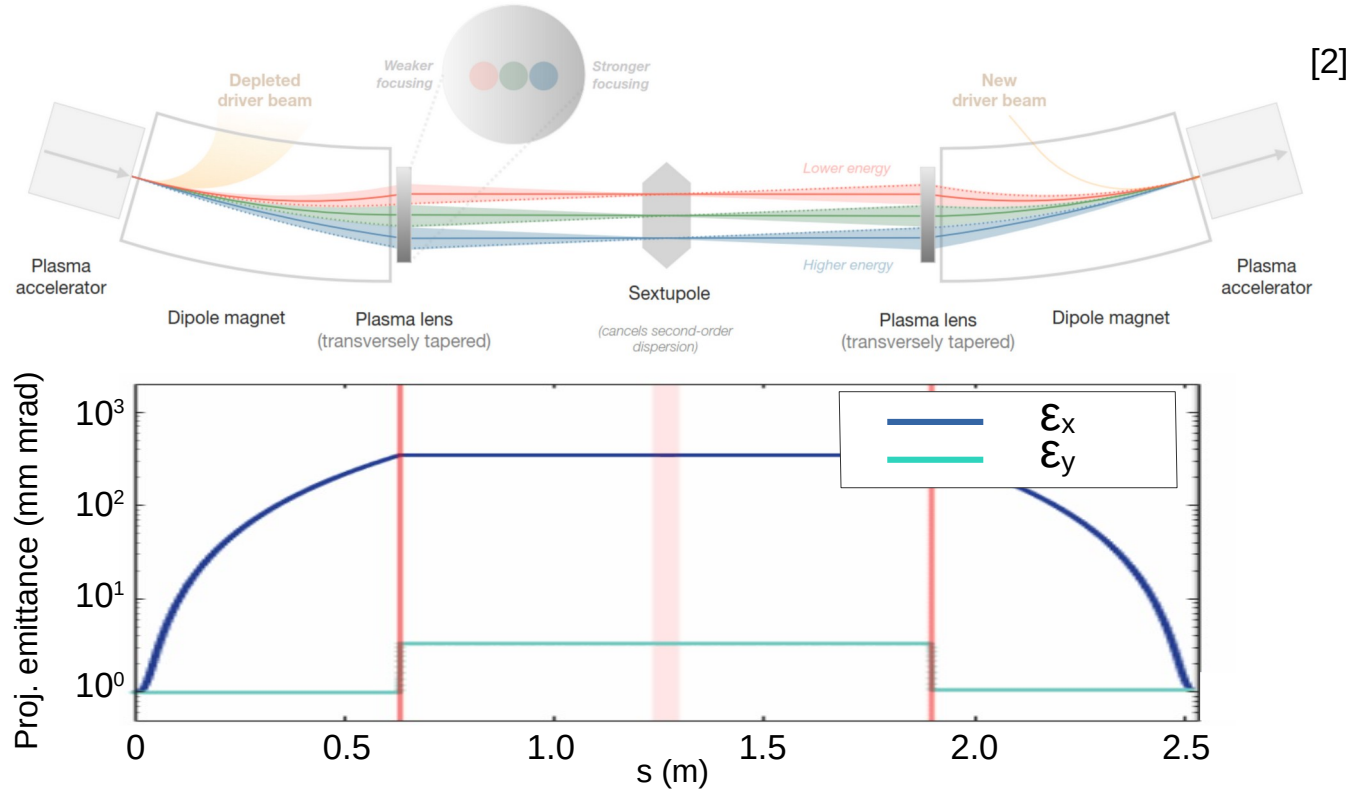 [2]
Weaker
focusing
Stronger
focusing
Depleted
driver beam
New
driver beam
Lower energy
Higher energy
Plasma
accelerator
Dipole magnet
Plasma lens
(transversely tapered)
Sextupole
(cancels second-order
dispersion)
Plasma lens
(transversely tapered)
Dipole magnet
Plasma
accelerator
Proj. emittance (mm mrad)
10³
10²
10¹
10⁰
εₓ
εᵧ
0
0.5
1.0
1.5
2.0
2.5
s (m)